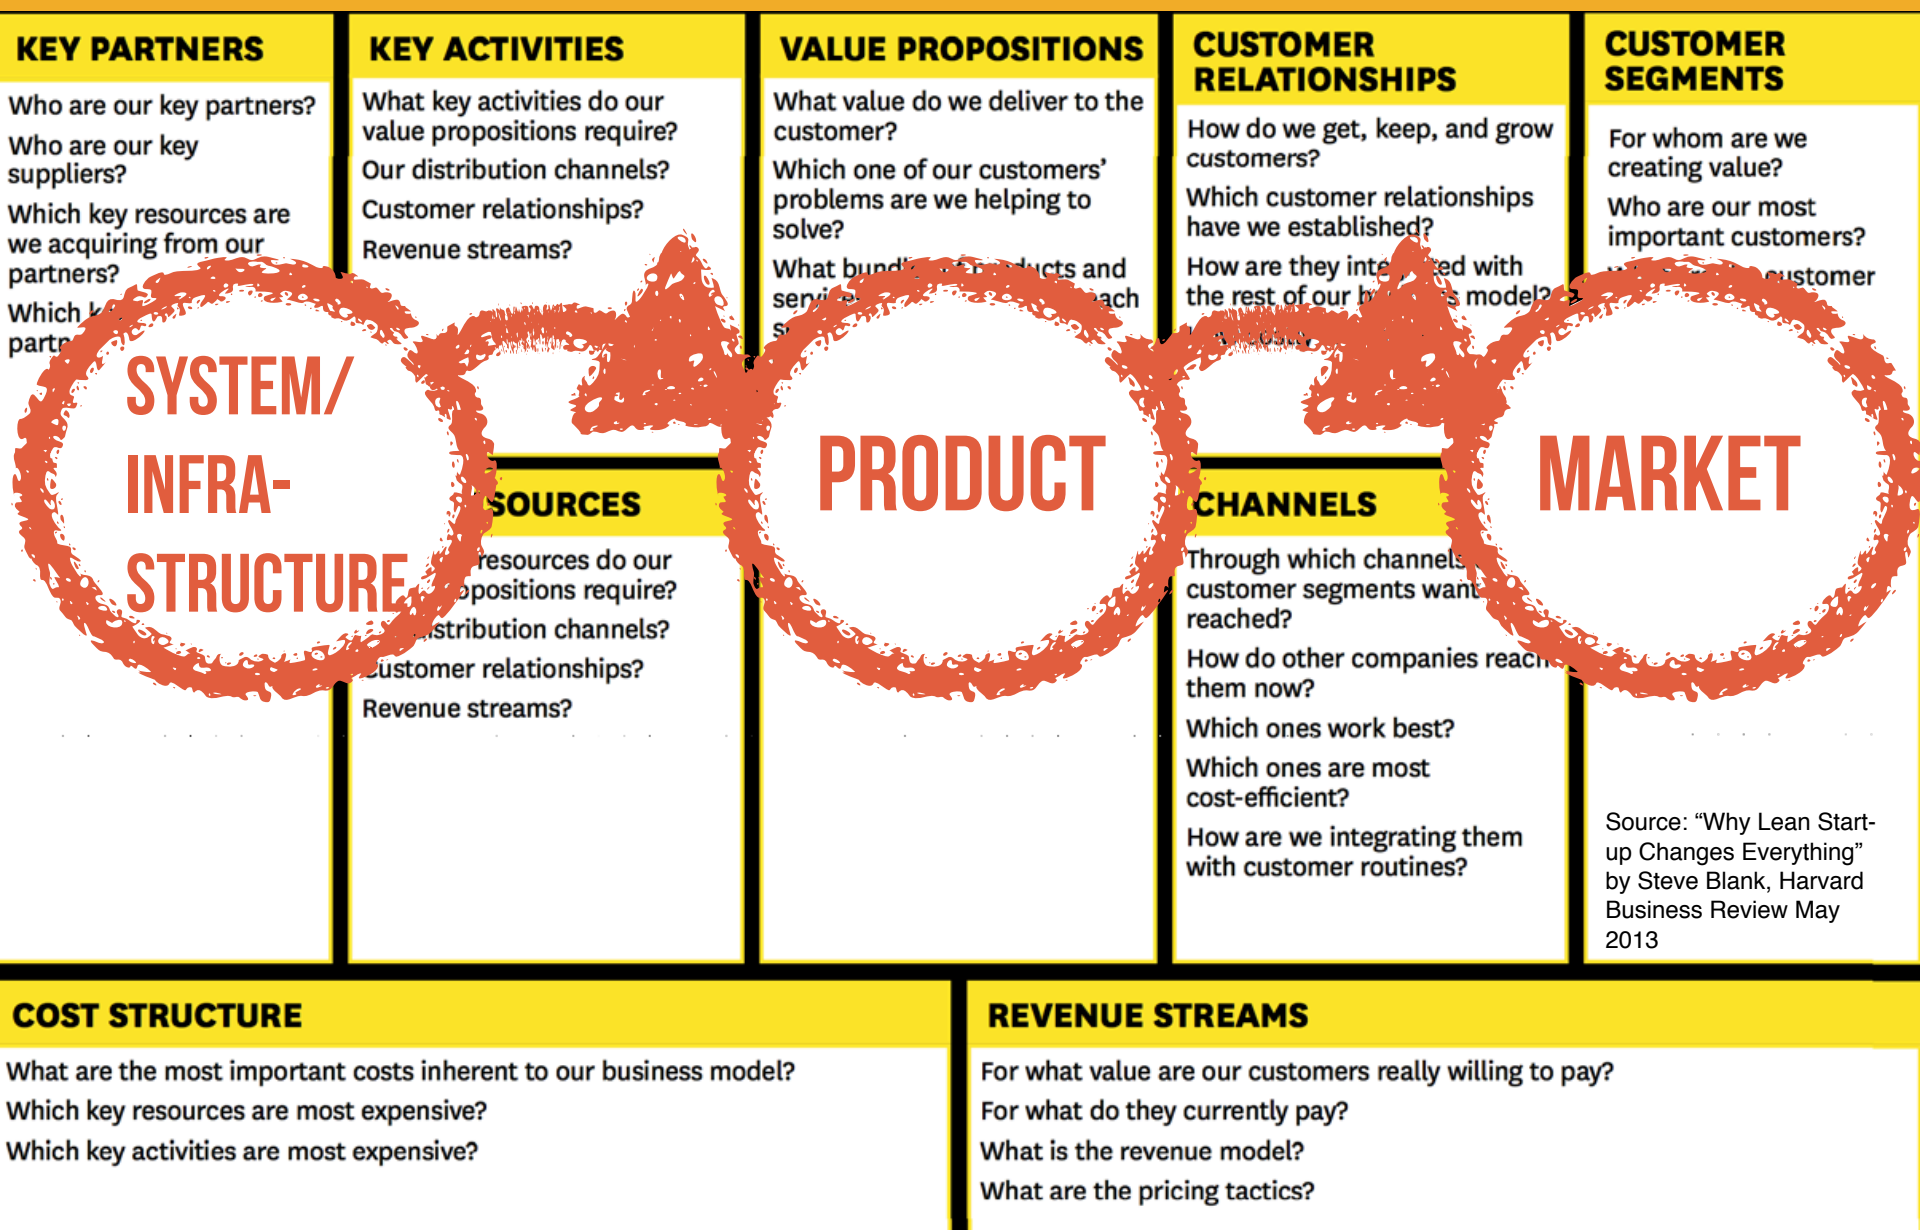 KEY PARTNERS
Who are our key partners?
Who are our key
suppliers?
Which key resources are
we acquiring from our
partners?
Which
KEY ACTIVITIES
What key activities do our
value propositions require?
Our distribution channels?
Customer relationships?
Revenue streams?
VALUE PROPOSITIONS
What value do we deliver to the
customer?
Which one of our customers’
problems are we helping to
solve?
What and
CUSTOMER
RELATIONSHIPS
How do we get, keep, and grow
customers?
Which customer relationships
have we established?
How are they integrated with
the rest of our model?
CUSTOMER
SEGMENTS
For whom are we
creating value?
Who are our most
important customers?
customer
SYSTEM/
INFRA-
STRUCTURE
PRODUCT
MARKET
SOURCES
resources do our
require?
distribution channels?
Customer relationships?
Revenue streams?
CHANNELS
Through which channels
customer segments want
reached?
How do other companies reach
them now?
Which ones work best?
Which ones are most
cost-efficient?
How are we integrating them
with customer routines?
Source: “Why Lean Start-
up Changes Everything”
by Steve Blank, Harvard
Business Review May
2013
COST STRUCTURE
What are the most important costs inherent to our business model?
Which key resources are most expensive?
Which key activities are most expensive?
REVENUE STREAMS
For what value are our customers really willing to pay?
For what do they currently pay?
What is the revenue model?
What are the pricing tactics?